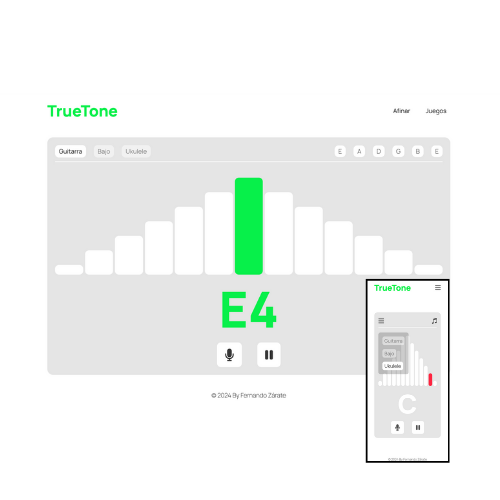 TrueTone
Afinar Juegos
Guitarra Bajo Ukulele E A D G B E
E4
© 2024 By Fernando Zárate
TrueTone
Guitarra
Bajo
Ukulele
C
© 2024 By Fernando Zárate